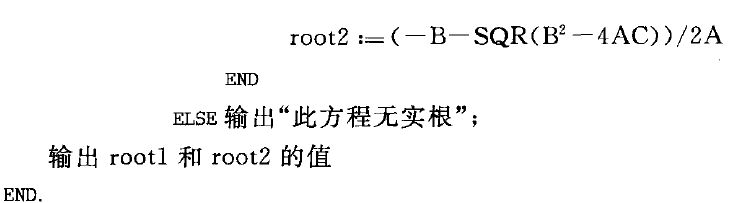 root2 :=(-B-SQR(B²-4AC))/2A
END
ELSE 输出“此方程无实根”;
输出 root1 和 root2 的值
END.